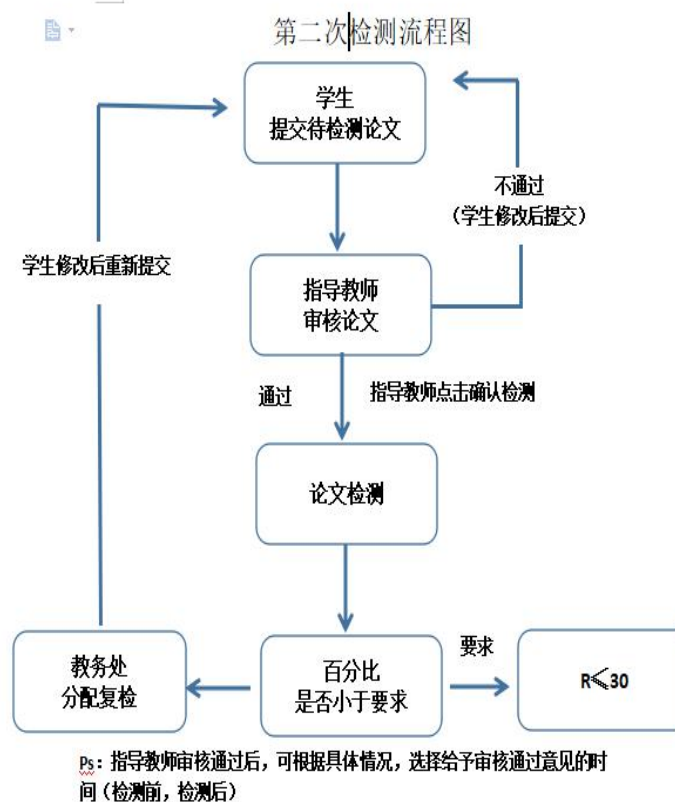 第二次检测流程图
学生
提交待检测论文
不通过
（学生修改后提交）
学生修改后重新提交
指导教师
审核论文
通过
指导教师点击确认检测
论文检测
教务处
分配复检
百分比
是否小于要求
要求
R<30
Ps：指导教师审核通过后，可根据具体情况，选择给予审核通过意见的时
间（检测前，检测后）